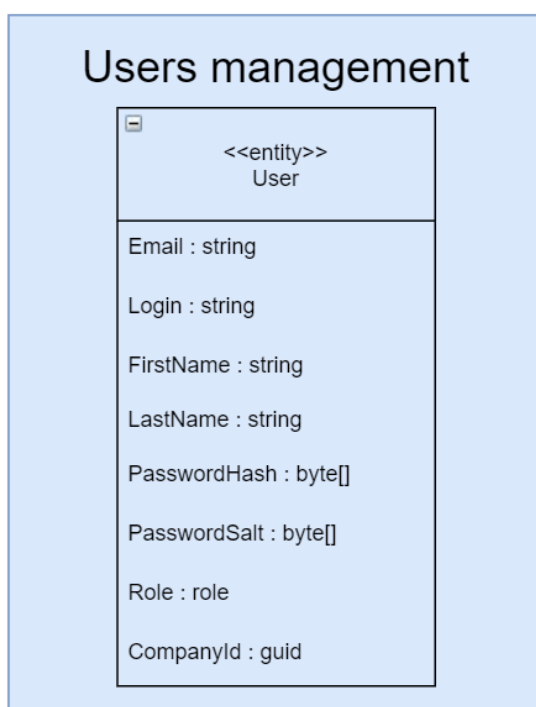 Users management
<<entity>>
User
Email : string
Login : string
FirstName : string
LastName : string
PasswordHash : byte[]
PasswordSalt : byte[]
Role : role
CompanyId : guid